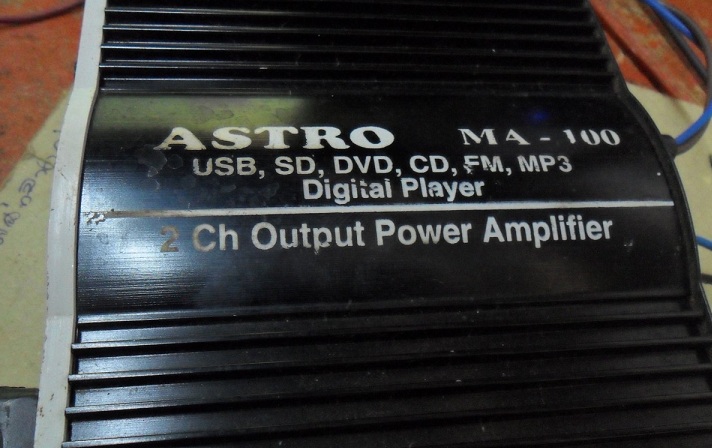 ASTRO MA-100
USB, SD, DVD, CD, FM, MP3
Digital Player
2 Ch Output Power Amplifier